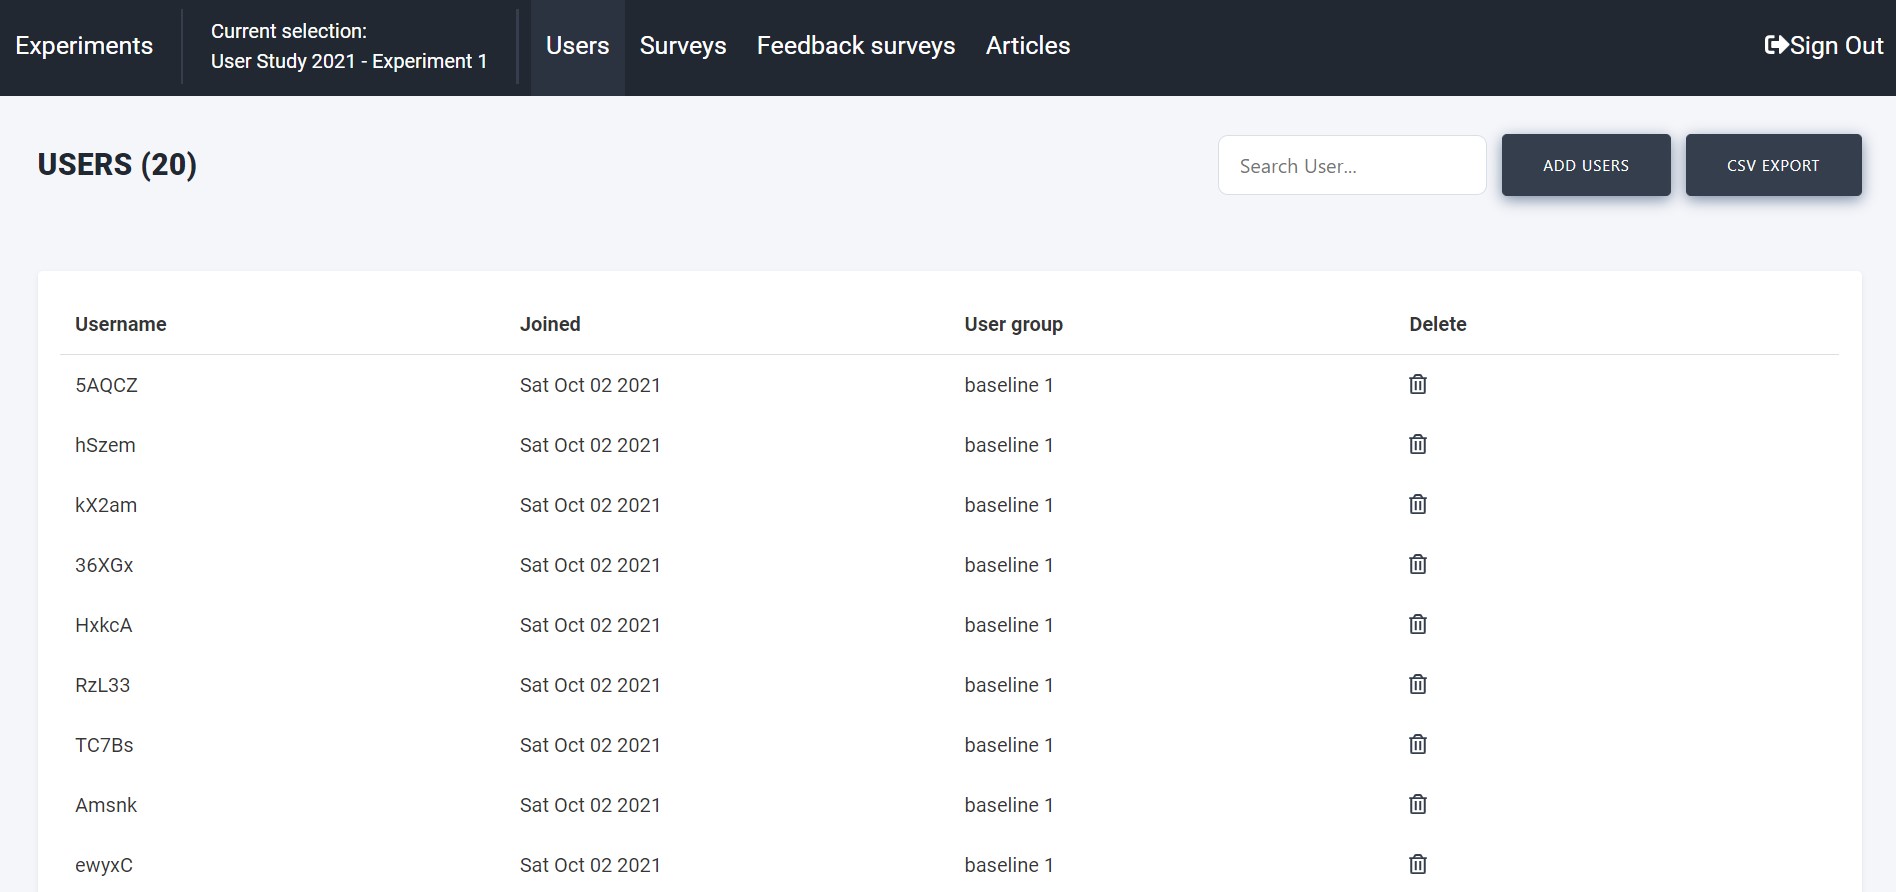 Experiments
Current selection:
User Study 2021 - Experiment 1
Users
Surveys
Feedback surveys
Articles
Sign Out
USERS (20)
Search User...
ADD USERS
CSV EXPORT
Username Joined User group Delete
5AQCZ Sat Oct 02 2021 baseline 1
hSzem Sat Oct 02 2021 baseline 1
kX2am Sat Oct 02 2021 baseline 1
36XGx Sat Oct 02 2021 baseline 1
HxkcA Sat Oct 02 2021 baseline 1
RzL33 Sat Oct 02 2021 baseline 1
TC7Bs Sat Oct 02 2021 baseline 1
Amsnk Sat Oct 02 2021 baseline 1
ewyxC Sat Oct 02 2021 baseline 1